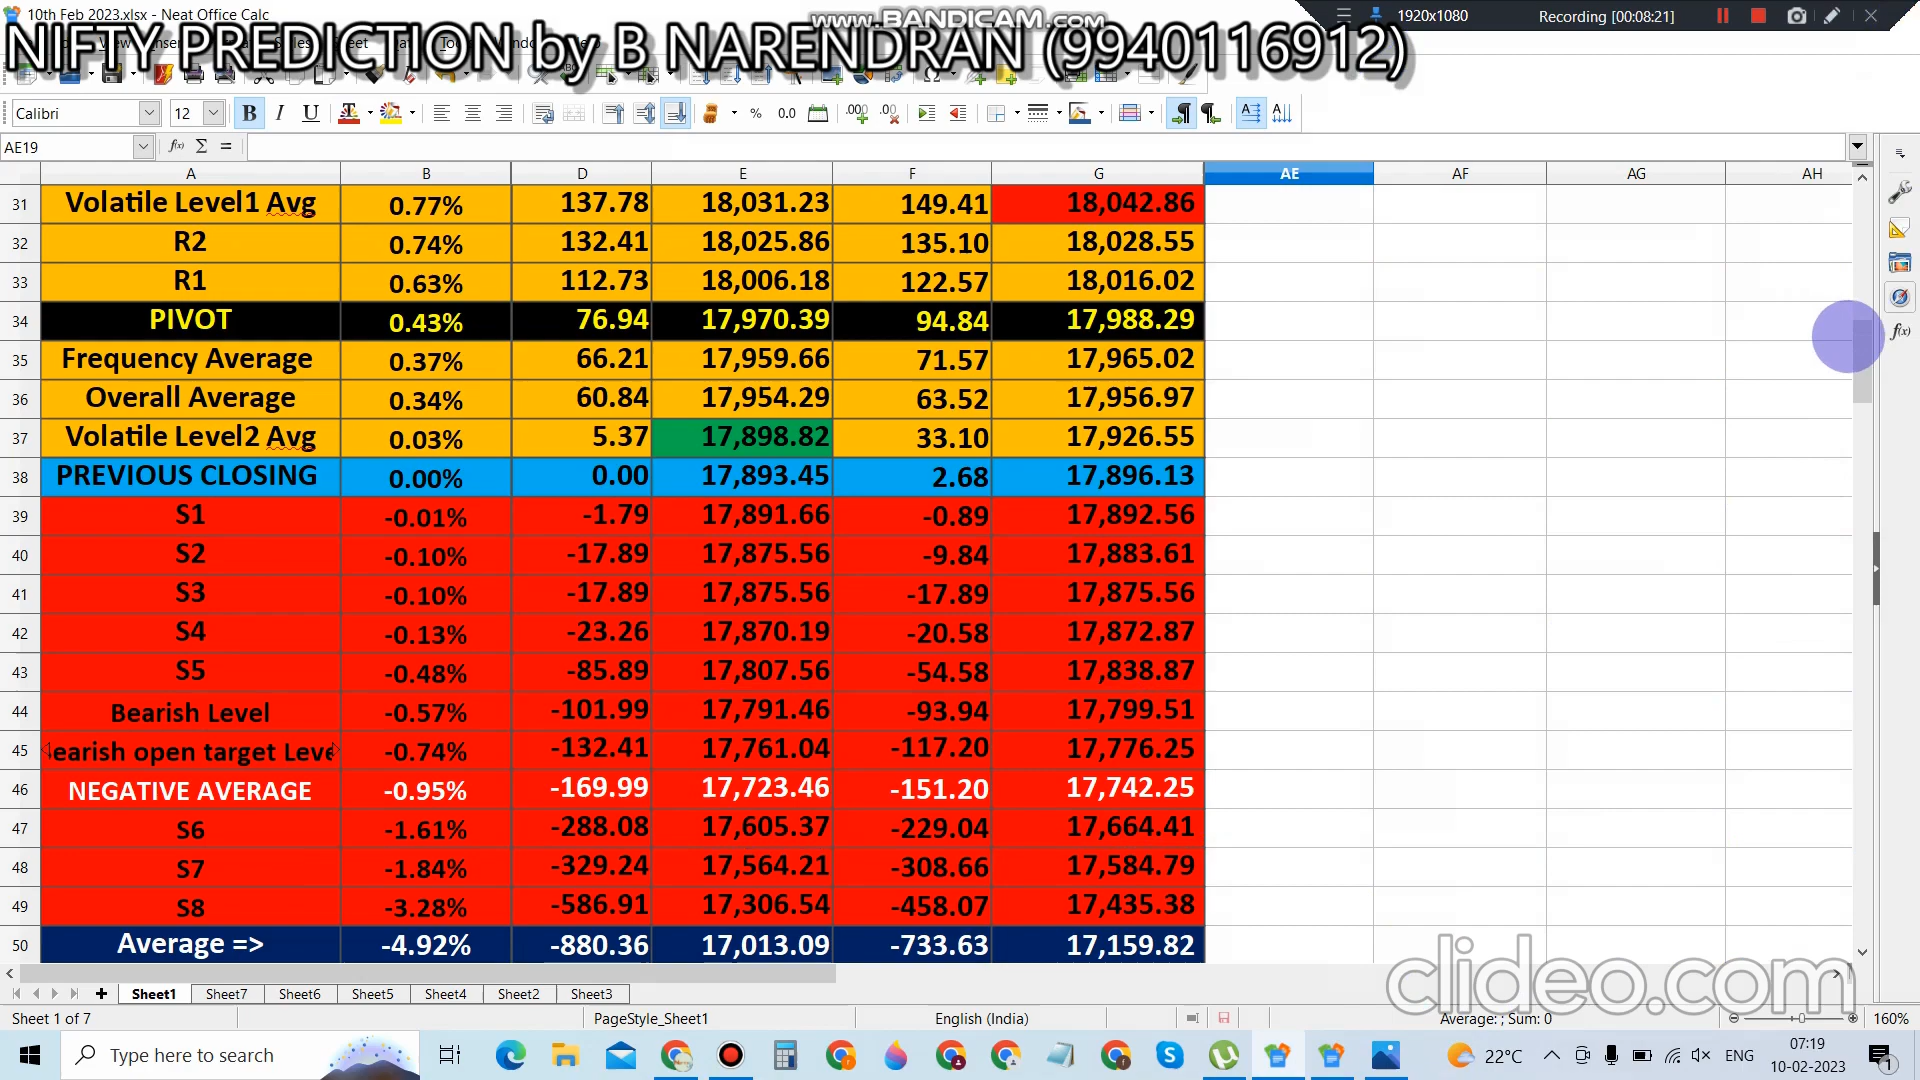 10th Feb 2023.xlsx - Neat Office Calc
www.BANDICAM.com
1920x1080
Recording [00:08:21]
NIFTY PREDICTION by B NARENDRAN (9940116912)
Calibri
12
B I U
% 0.0
AE19
A B D E F G AE AF AG AH
31 Volatile Level1 Avg 0.77% 137.78 18,031.23 149.41 18,042.86
32 R2 0.74% 132.41 18,025.86 135.10 18,028.55
33 R1 0.63% 112.73 18,006.18 122.57 18,016.02
34 PIVOT 0.43% 76.94 17,970.39 94.84 17,988.29
35 Frequency Average 0.37% 66.21 17,959.66 71.57 17,965.02
36 Overall Average 0.34% 60.84 17,954.29 63.52 17,956.97
37 Volatile Level2 Avg 0.03% 5.37 17,898.82 33.10 17,926.55
38 PREVIOUS CLOSING 0.00% 0.00 17,893.45 2.68 17,896.13
39 S1 -0.01% -1.79 17,891.66 -0.89 17,892.56
40 S2 -0.10% -17.89 17,875.56 -9.84 17,883.61
41 S3 -0.10% -17.89 17,875.56 -17.89 17,875.56
42 S4 -0.13% -23.26 17,870.19 -20.58 17,872.87
43 S5 -0.48% -85.89 17,807.56 -54.58 17,838.87
44 Bearish Level -0.57% -101.99 17,791.46 -93.94 17,799.51
45 earish open target Leve -0.74% -132.41 17,761.04 -117.20 17,776.25
46 NEGATIVE AVERAGE -0.95% -169.99 17,723.46 -151.20 17,742.25
47 S6 -1.61% -288.08 17,605.37 -229.04 17,664.41
48 S7 -1.84% -329.24 17,564.21 -308.66 17,584.79
49 S8 -3.28% -586.91 17,306.54 -458.07 17,435.38
50 Average => -4.92% -880.36 17,013.09 -733.63 17,159.82
clideo.com
Sheet1 Sheet7 Sheet6 Sheet5 Sheet4 Sheet2 Sheet3
Sheet 1 of 7 PageStyle_Sheet1 English (India) Average: ; Sum: 0 160%
Type here to search
22°C
ENG
07:19
10-02-2023
1